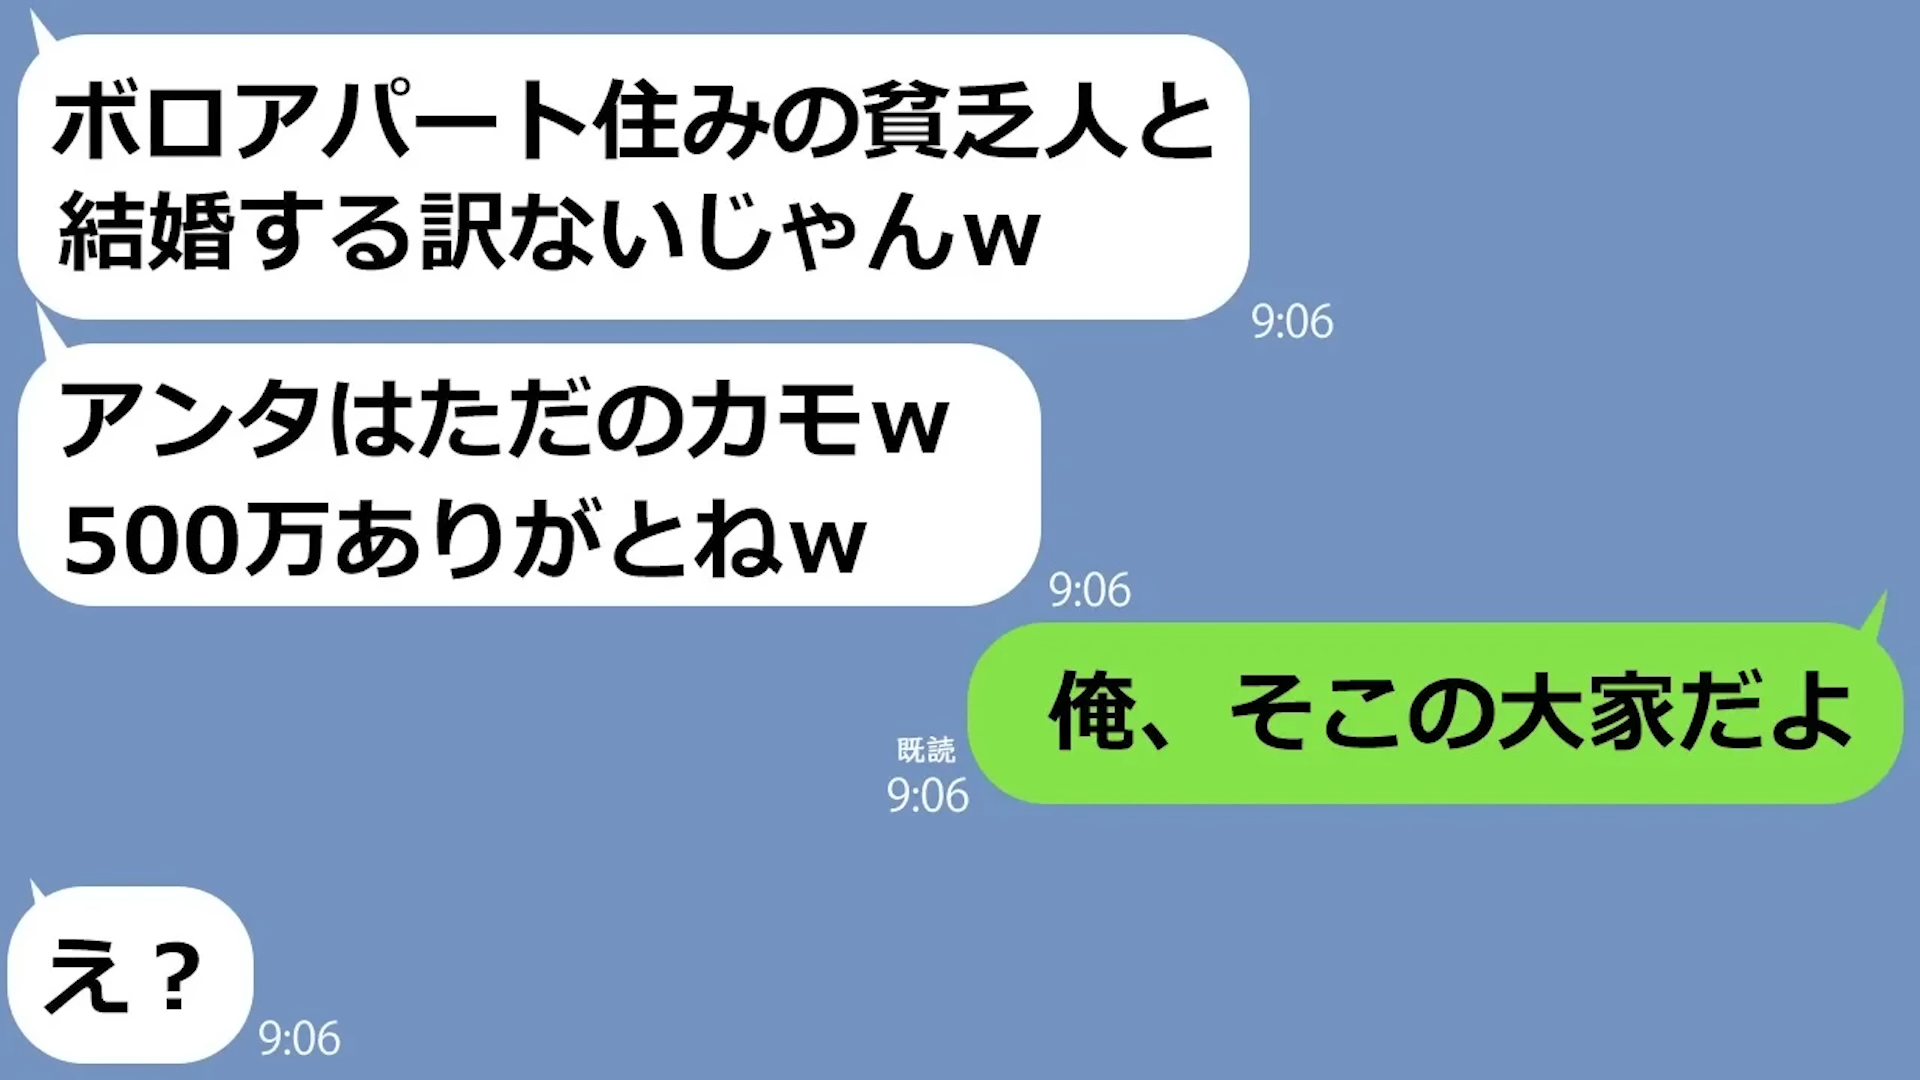 ボロアパート住みの貧乏人と
結婚する訳ないじゃんｗ
9:06
アンタはただのカモｗ
500万ありがとねｗ
9:06
俺、そこの大家だよ
既読
9:06
え？
9:06